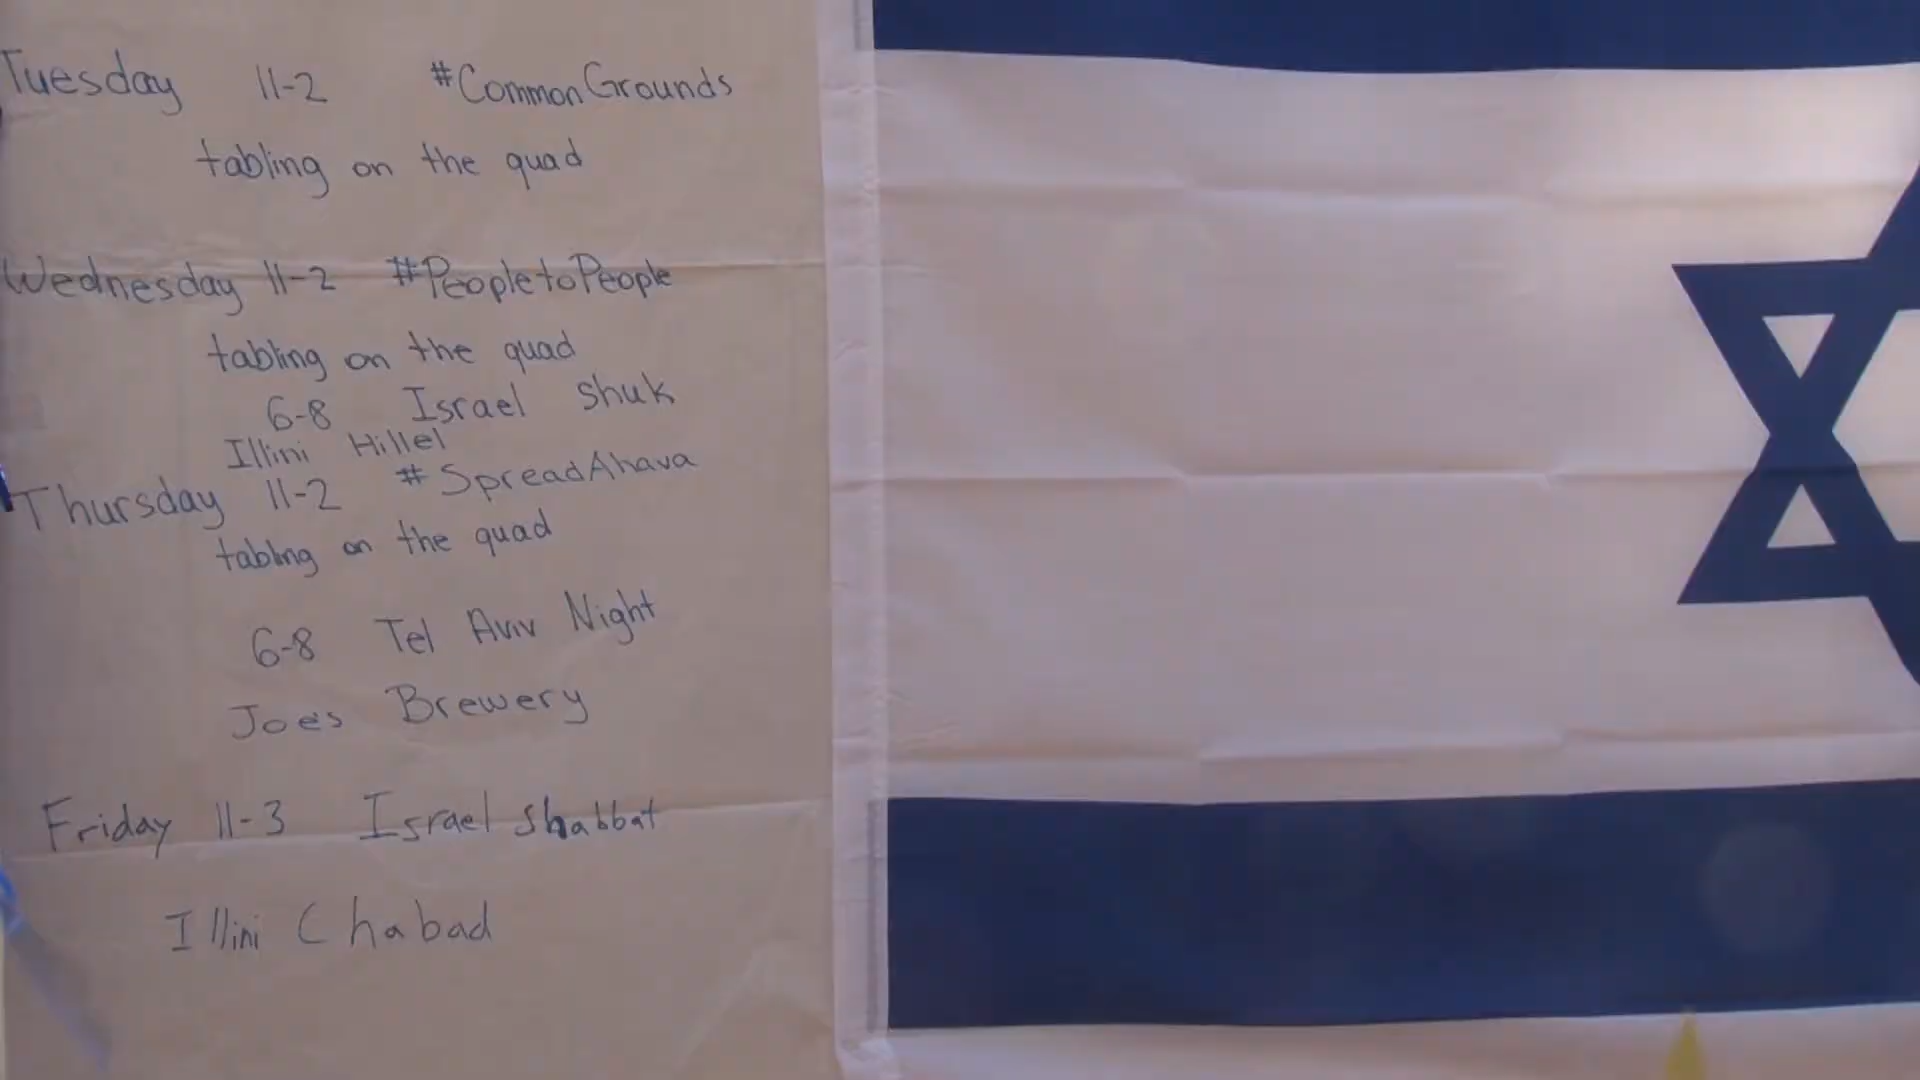 Tuesday 11-2 #CommonGrounds
tabling on the quad
Wednesday 11-2 #PeopletoPeople
tabling on the quad
6-8 Israel Shuk
Illini Hillel
Thursday 11-2 #SpreadAhava
tabling on the quad
6-8 Tel Aviv Night
Joes Brewery
Friday 11-3 Israel Shabbat
Illini Chabad